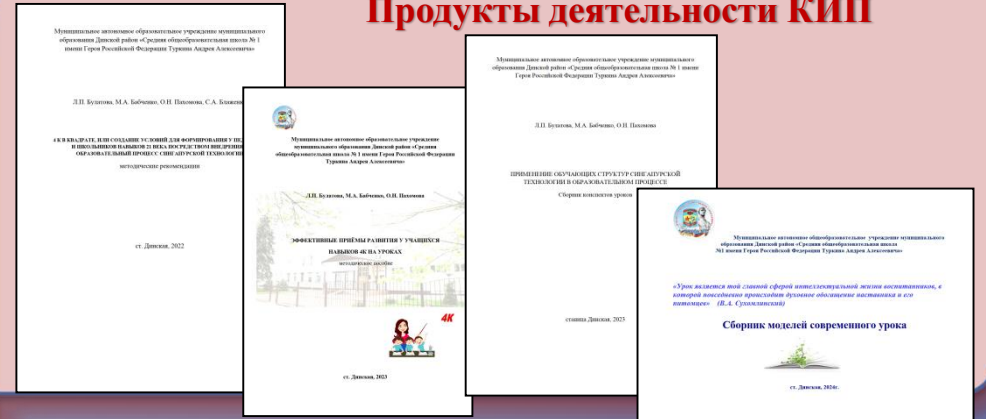 Продукты деятельности КИП
Муниципальное автономное образовательное учреждение муниципального
образования Динской район «Средняя общеобразовательная школа № 1
имени Героя Российской Федерации Туркина Андрея Алексеевича»
Л.П. Булатова, М.А. Бабченко, О.Н. Пахомова, С.А.
4 К В КВАДРАТЕ, ИЛИ СОЗДАНИЕ УСЛОВИЙ ДЛЯ ФОРМИРОВАНИЯ У
И ШКОЛЬНИКОВ НАВЫКОВ 21 ВЕКА ПОСРЕДСТВОМ ВНЕДРЕНИЯ
ОБРАЗОВАТЕЛЬНЫЙ ПРОЦЕСС СИНГАПУРСКОЙ ТЕХНОЛОГИИ
методические рекомендации
ст. Динская, 2022
Муниципальное автономное образовательное учреждение
муниципального образования Динской район «Средняя
общеобразовательная школа № 1 имени Героя Российской Федерации
Туркина Андрея Алексеевича»
Л.П. Булатова, М.А. Бабченко, О.Н. Пахомова
ЭФФЕКТИВНЫЕ ПРИЁМЫ РАЗВИТИЯ У УЧАЩИХСЯ
НАВЫКОВ 4К НА УРОКАХ
методическое пособие
4К
ст. Динская, 2023
Муниципальное автономное образовательное учреждение муниципального
образования Динской район «Средняя общеобразовательная школа № 1 имени
Героя Российской Федерации Туркина Андрея Алексеевича»
Л.П. Булатова, М.А. Бабченко, О.Н. Пахомова
ПРИМЕНЕНИЕ ОБУЧАЮЩИХ СТРУКТУР СИНГАПУРСКОЙ
ТЕХНОЛОГИИ В ОБРАЗОВАТЕЛЬНОМ ПРОЦЕССЕ
Сборник конспектов уроков
станица Динская, 2023
Муниципальное автономное общеобразовательное учреждение муниципального
образования Динской район «Средняя общеобразовательная школа
№1 имени Героя Российской Федерации Туркина Андрея Алексеевича»
«Урок является той главной сферой интеллектуальной жизни воспитанников, в
которой повседневно происходит духовное обогащение наставника и его
питомцев» (В.А. Сухомлинский)
Сборник моделей современного урока
ст. Динская, 2024г.